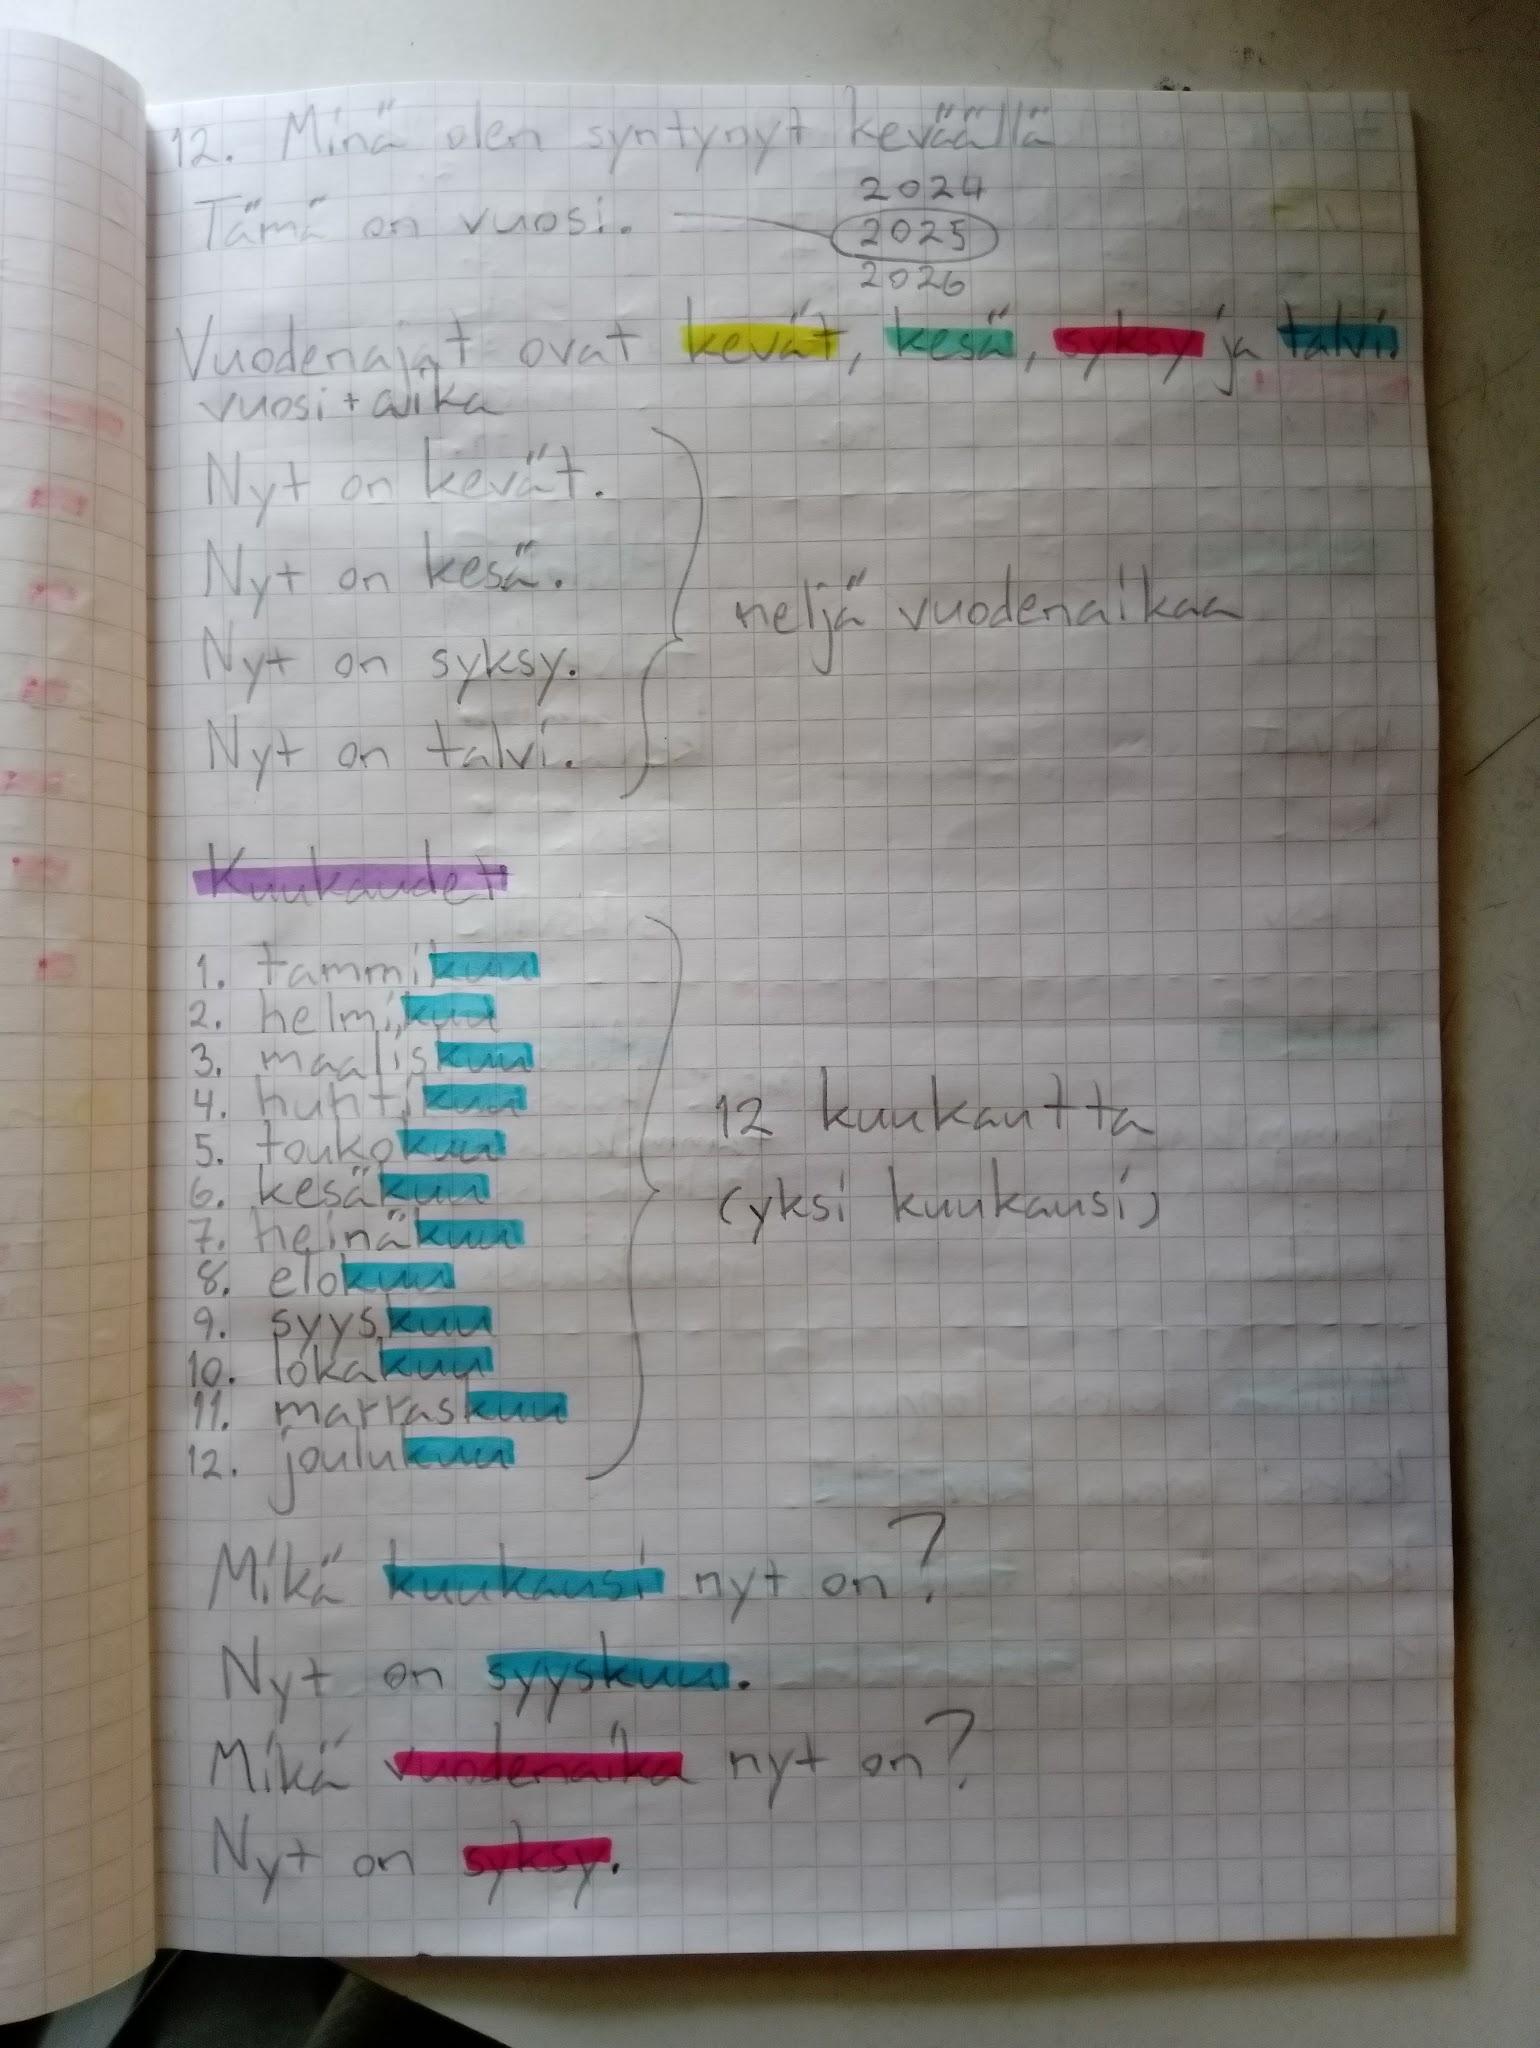 12. Minä olen syntynyt keväällä
2024
Tämä on vuosi. 2025
2026
Vuodenajat ovat kevät, kesä, syksy ja talvi.
vuosi + aika
Nyt on kevät.
Nyt on kesä.
neljä vuodenaikaa
Nyt on syksy.
Nyt on talvi.
Kuukaudet
1. tammikuu
2. helmikuu
3. maaliskuu
4. huhtikuu
5. toukokuu
6. kesäkuu
7. heinäkuu
8. elokuu
9. syyskuu
10. lokakuu
11. marraskuu
12. joulukuu
12 kuukautta
(yksi kuukausi)
Mikä kuukausi nyt on?
Nyt on syyskuu.
Mikä vuodenaika nyt on?
Nyt on syksy.